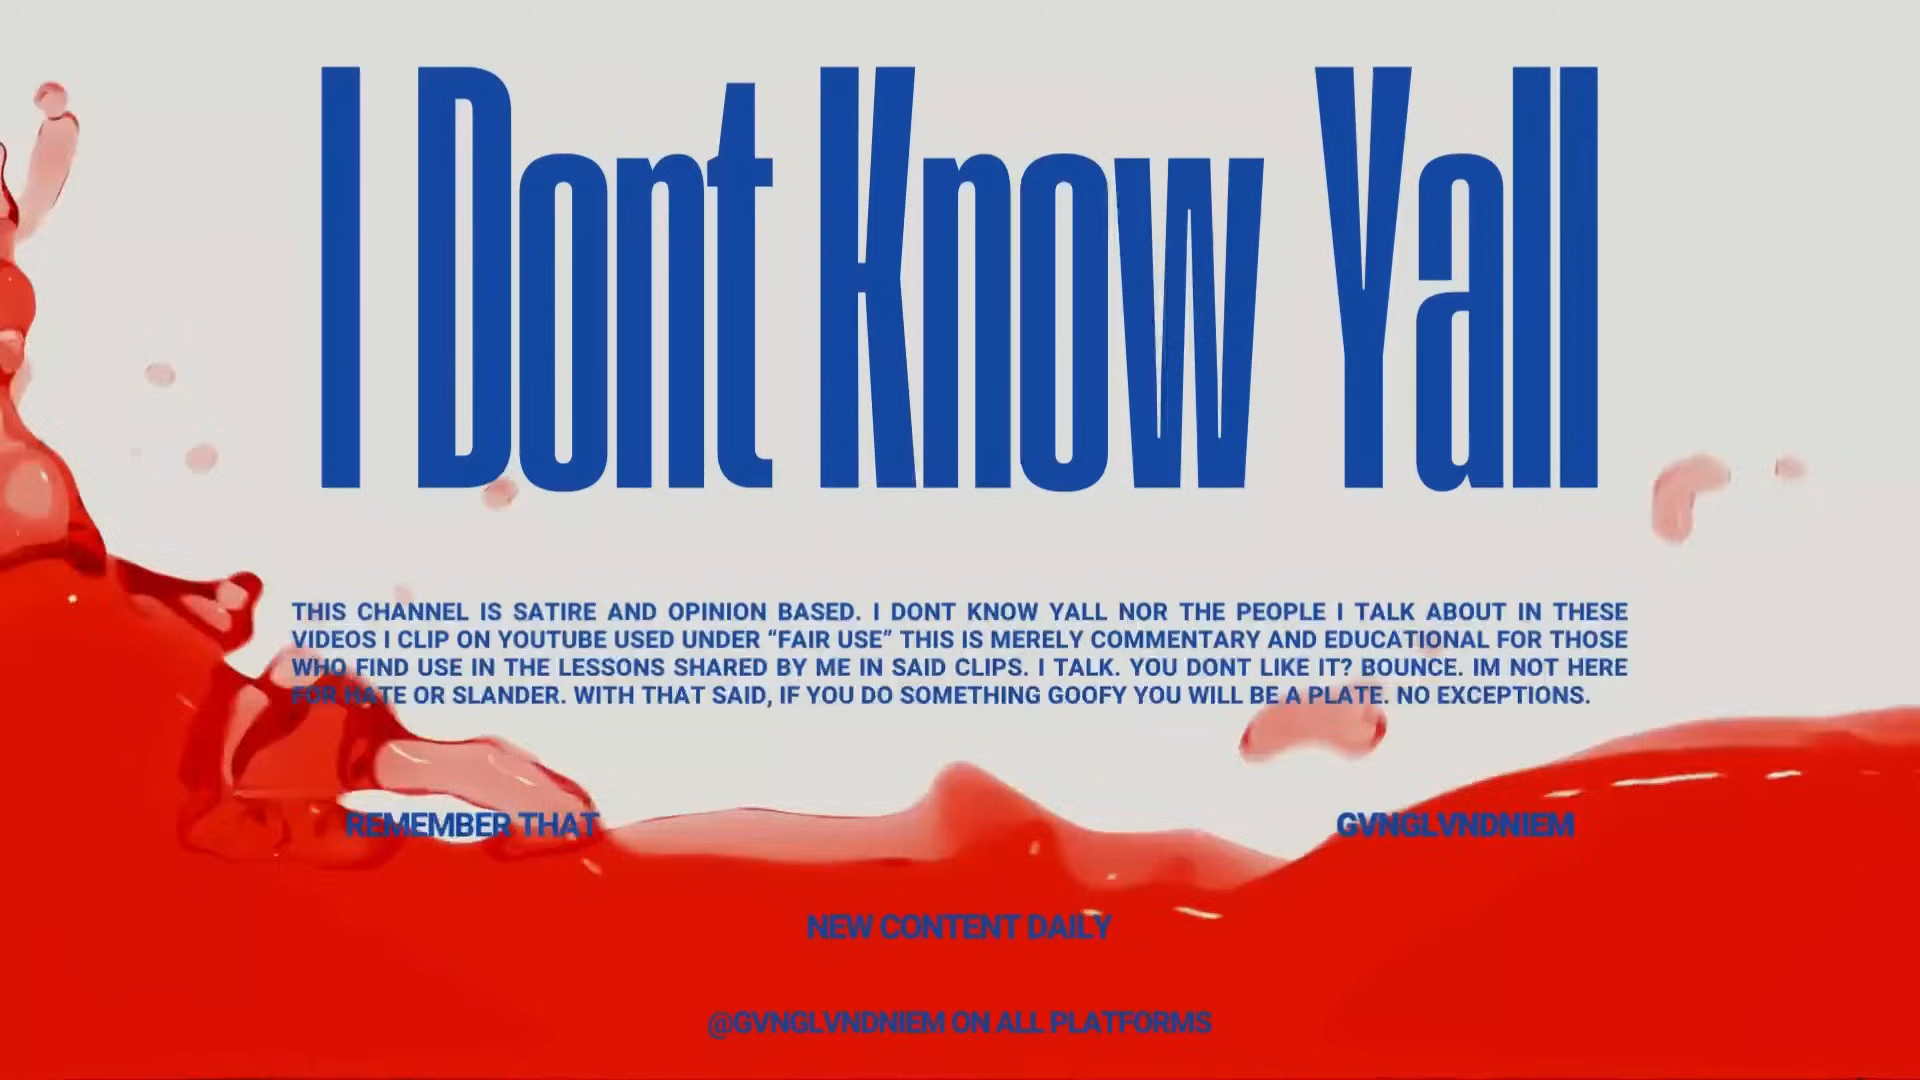 I Dont Know Yall
THIS CHANNEL IS SATIRE AND OPINION BASED. I DONT KNOW YALL NOR THE PEOPLE I TALK ABOUT IN THESE
VIDEOS I CLIP ON YOUTUBE USED UNDER “FAIR USE” THIS IS MERELY COMMENTARY AND EDUCATIONAL FOR THOSE
WHO FIND USE IN THE LESSONS SHARED BY ME IN SAID CLIPS. I TALK. YOU DONT LIKE IT? BOUNCE. IM NOT HERE
FOR HATE OR SLANDER. WITH THAT SAID, IF YOU DO SOMETHING GOOFY YOU WILL BE A PLATE. NO EXCEPTIONS.
REMEMBER THAT
GVNGLVNDNIEM
NEW CONTENT DAILY
@GVNGLVNDNIEM ON ALL PLATFORMS